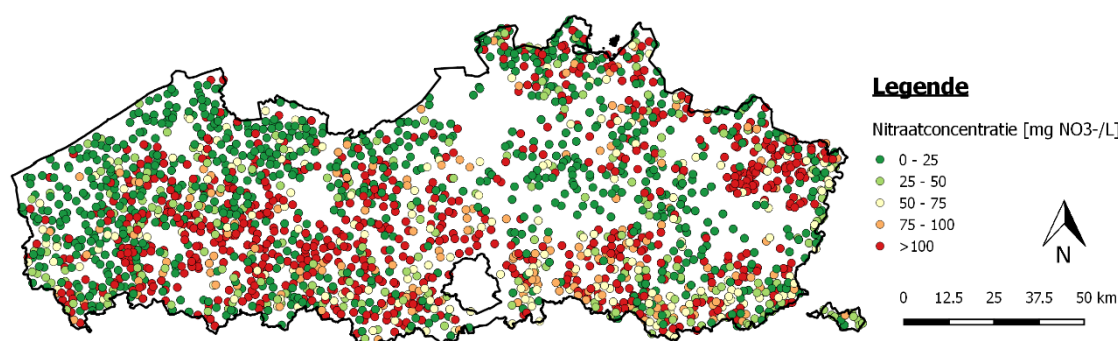 Legende
Nitraatconcentratie [mg NO3-/L]
0 - 25
25 - 50
50 - 75
75 - 100
>100
N
0 12.5 25 37.5 50 km